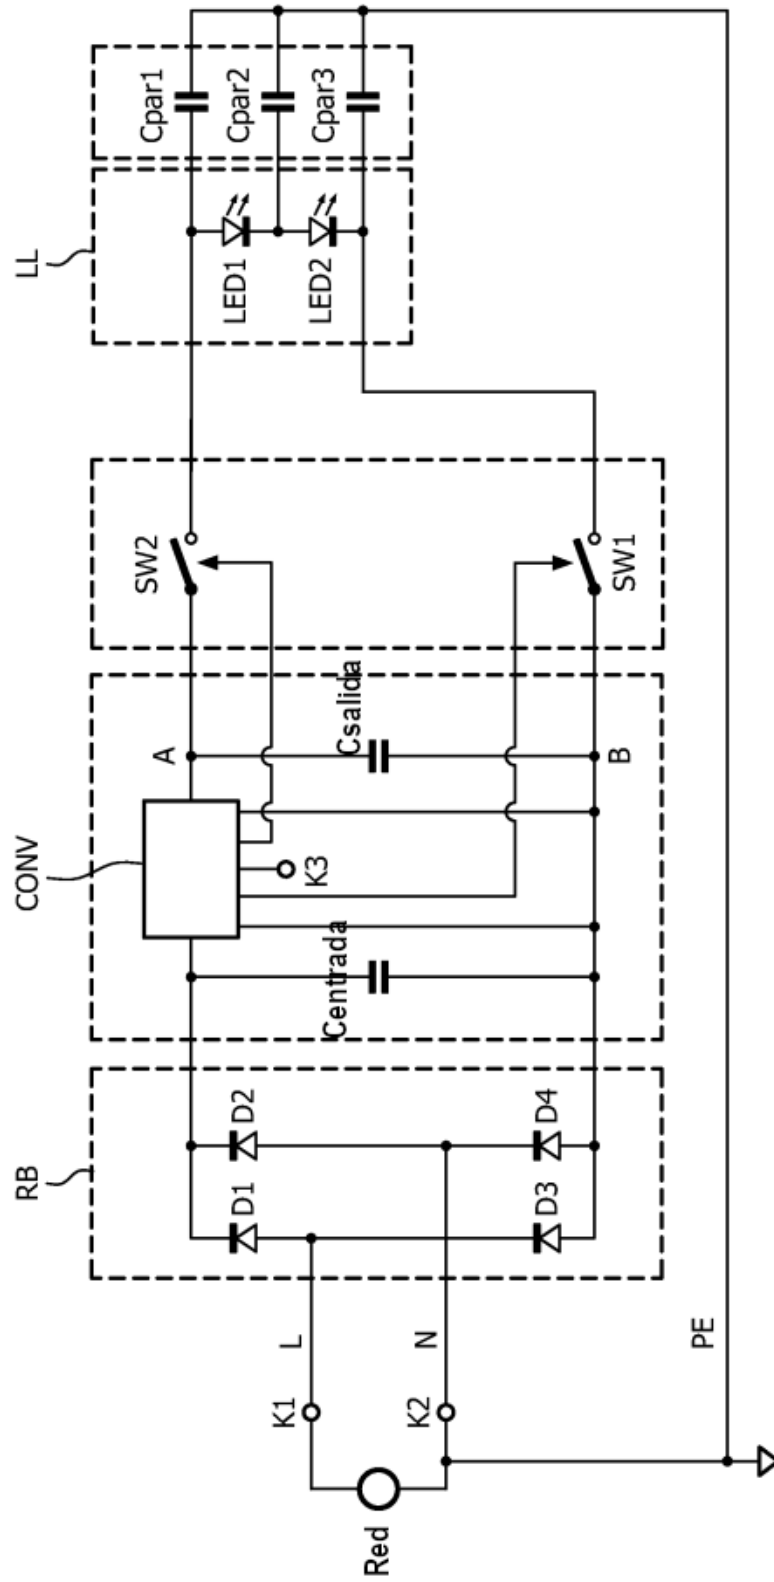 Red
K1
K2
L
N
PE
RB
D1
D2
D3
D4
CONV
Centrada
K3
A
Csalida
B
SW2
SW1
LL
LED1
LED2
Cpar1
Cpar2
Cpar3